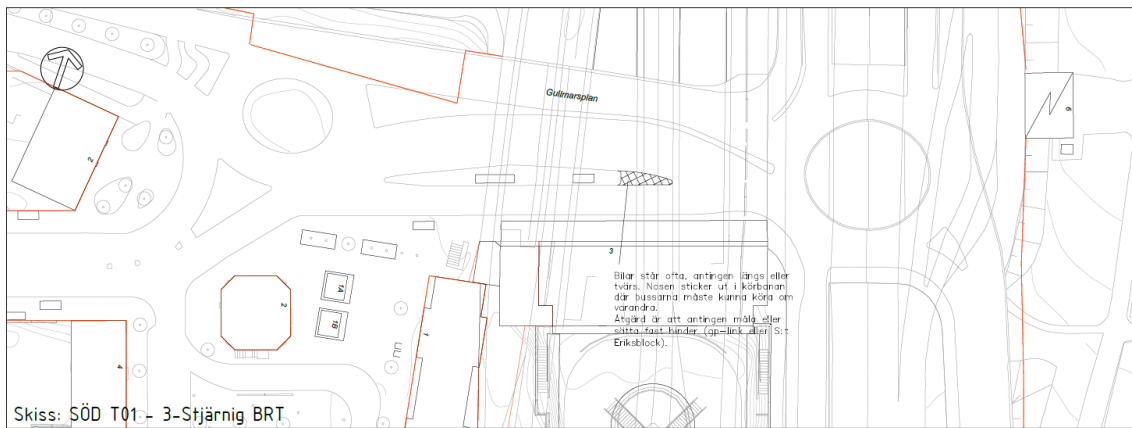 Gullmarsplan
6
2
3
Bilar står ofta, antingen längs eller
tvärs. Nosen sticker ut i körbanan
där bussarna måste kunna köra om
varandra.
Åtgärd är att antingen måla eller
sätta fast hinder (gp-link eller S:t
Eriksblock).
1A
2
1B
1
LILI
4
Skiss: SÖD T01 - 3-Stjärnig BRT